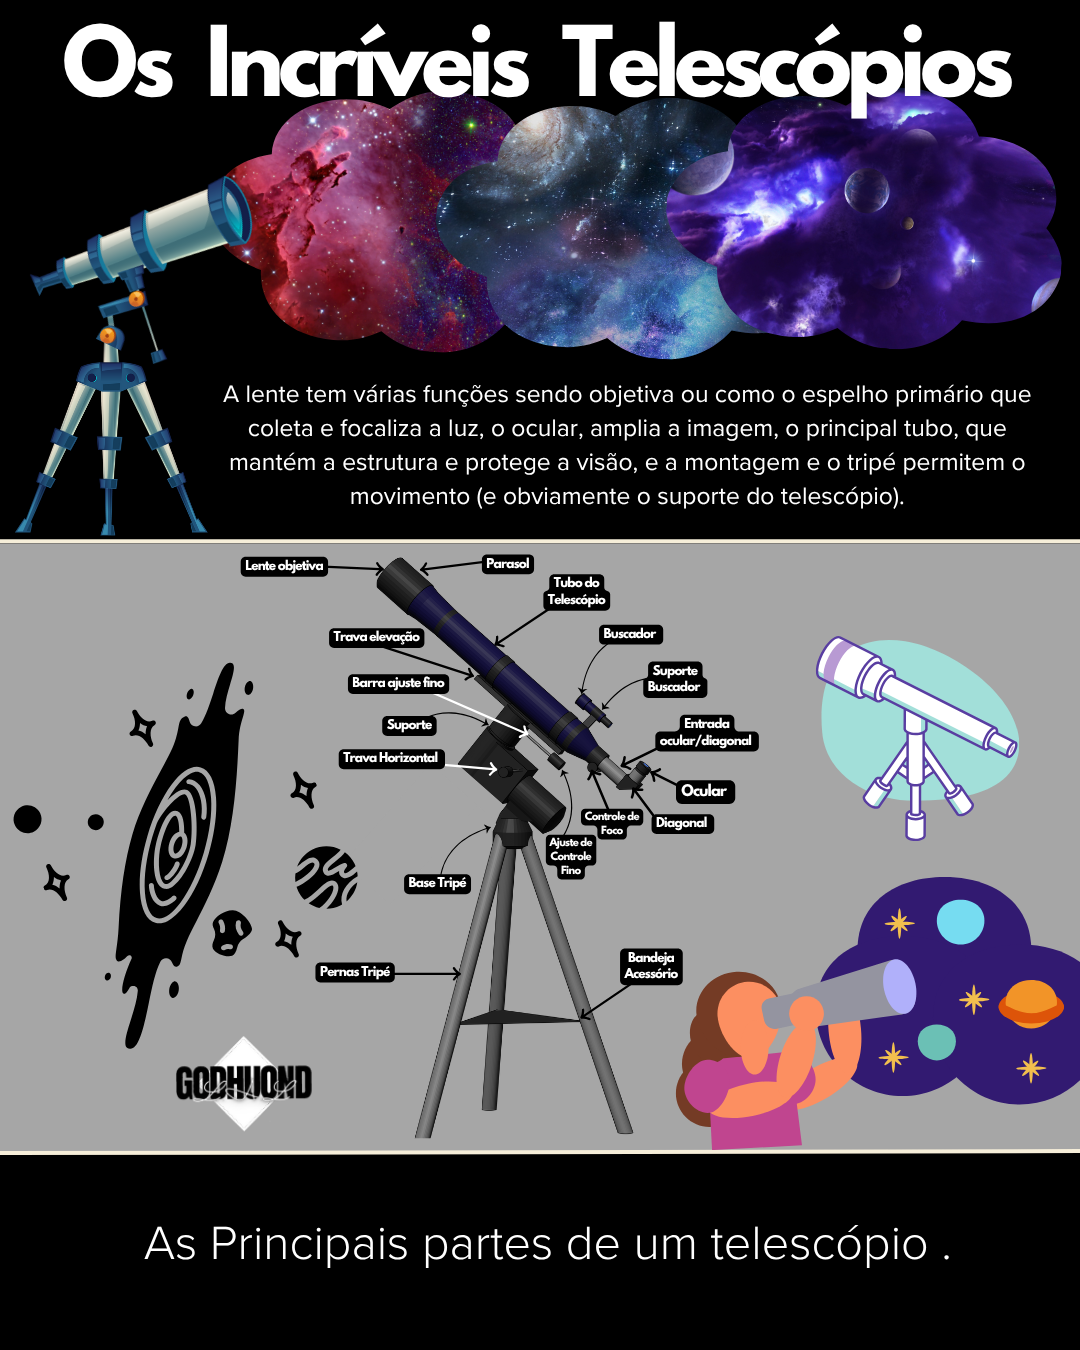 Os Incríveis Telescópios
A lente tem várias funções sendo objetiva ou como o espelho primário que
coleta e focaliza a luz, o ocular, amplia a imagem, o principal tubo, que
mantém a estrutura e protege a visão, e a montagem e o tripé permitem o
movimento (e obviamente o suporte do telescópio).
Lente objetiva
Parasol
Tubo do
Telescópio
Trava elevação
Buscador
Barra ajuste fino
Suporte
Buscador
Suporte
Entrada
ocular/diagonal
Trava Horizontal
Ocular
Controle de
Foco
Diagonal
Ajuste de
Controle
Fino
Base Tripé
Pernas Tripé
Bandeja
Acessório
GODHUOND
As Principais partes de um telescópio .